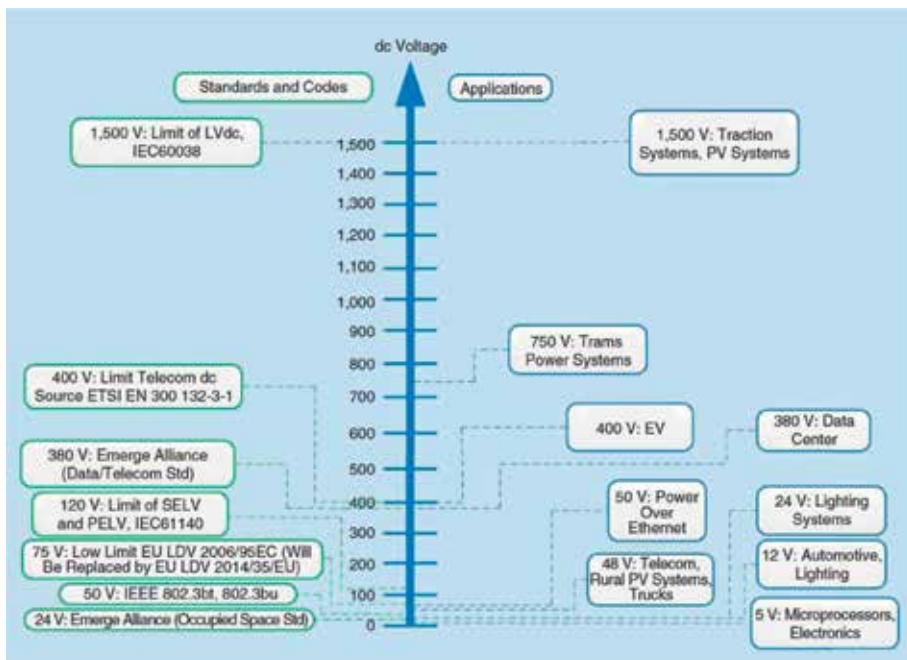 dc Voltage
Standards and Codes
Applications
1,500 V: Limit of LVdc,
IEC60038
1,500 V: Traction
Systems, PV Systems
1,500
1,400
1,300
1,200
1,100
1,000
900
800
700
600
500
400
300
200
100
0
750 V: Trams
Power Systems
400 V: Limit Telecom dc
Source ETSI EN 300 132-3-1
400 V: EV
380 V: Data
Center
380 V: Emerge Alliance
(Data/Telecom Std)
120 V: Limit of SELV
and PELV, IEC61140
50 V: Power
Over
Ethernet
24 V: Lighting
Systems
75 V: Low Limit EU LDV 2006/95EC (Will
Be Replaced by EU LDV 2014/35/EU)
48 V: Telecom,
Rural PV Systems,
Trucks
12 V: Automotive,
Lighting
50 V: IEEE 802.3bt, 802.3bu
24 V: Emerge Alliance (Occupied Space Std)
5 V: Microprocessors,
Electronics